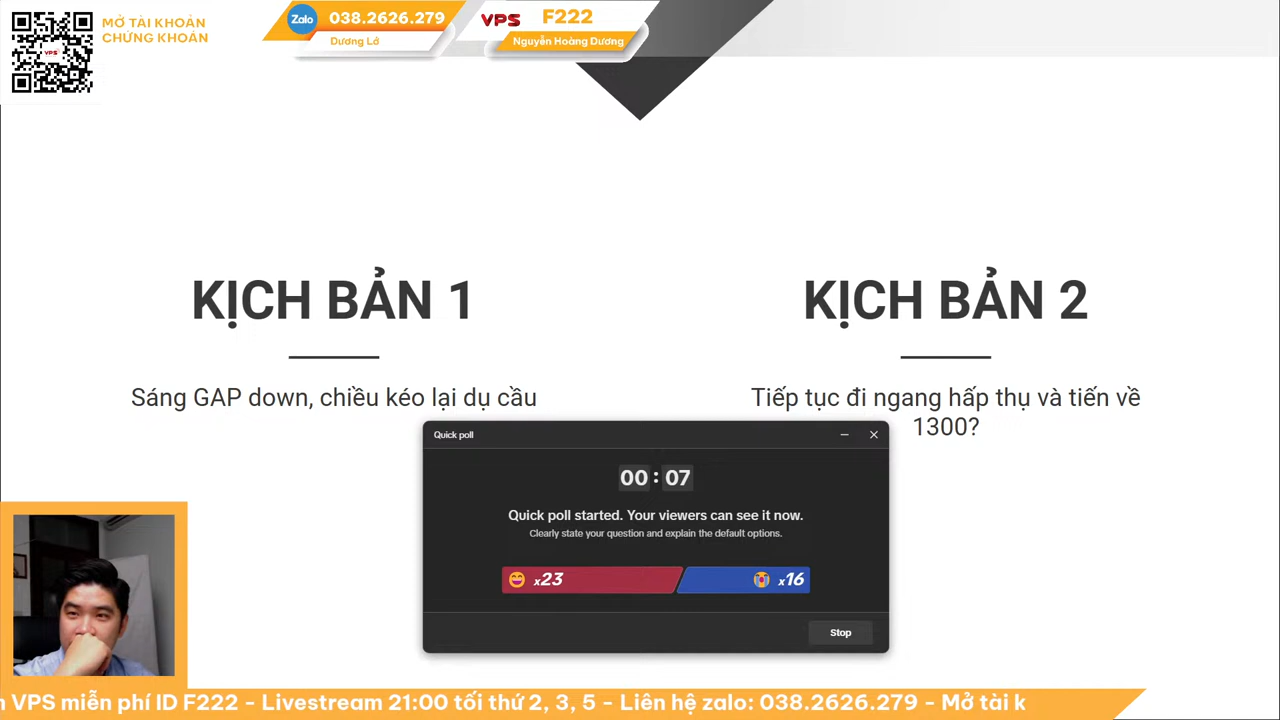 MỞ TÀI KHOẢN
CHỨNG KHOÁN
VPS
Zalo
038.2626.279
Dương Lở
VPS
F222
Nguyễn Hoàng Dương
KỊCH BẢN 1
Sáng GAP down, chiều kéo lại dụ cầu
KỊCH BẢN 2
Tiếp tục đi ngang hấp thụ và tiến về
1300?
Quick poll
00:07
Quick poll started. Your viewers can see it now.
Clearly state your question and explain the default options.
x23
x16
Stop
VPS miễn phí ID F222 - Livestream 21:00 tối thứ 2, 3, 5 - Liên hệ zalo: 038.2626.279 - Mở tài k